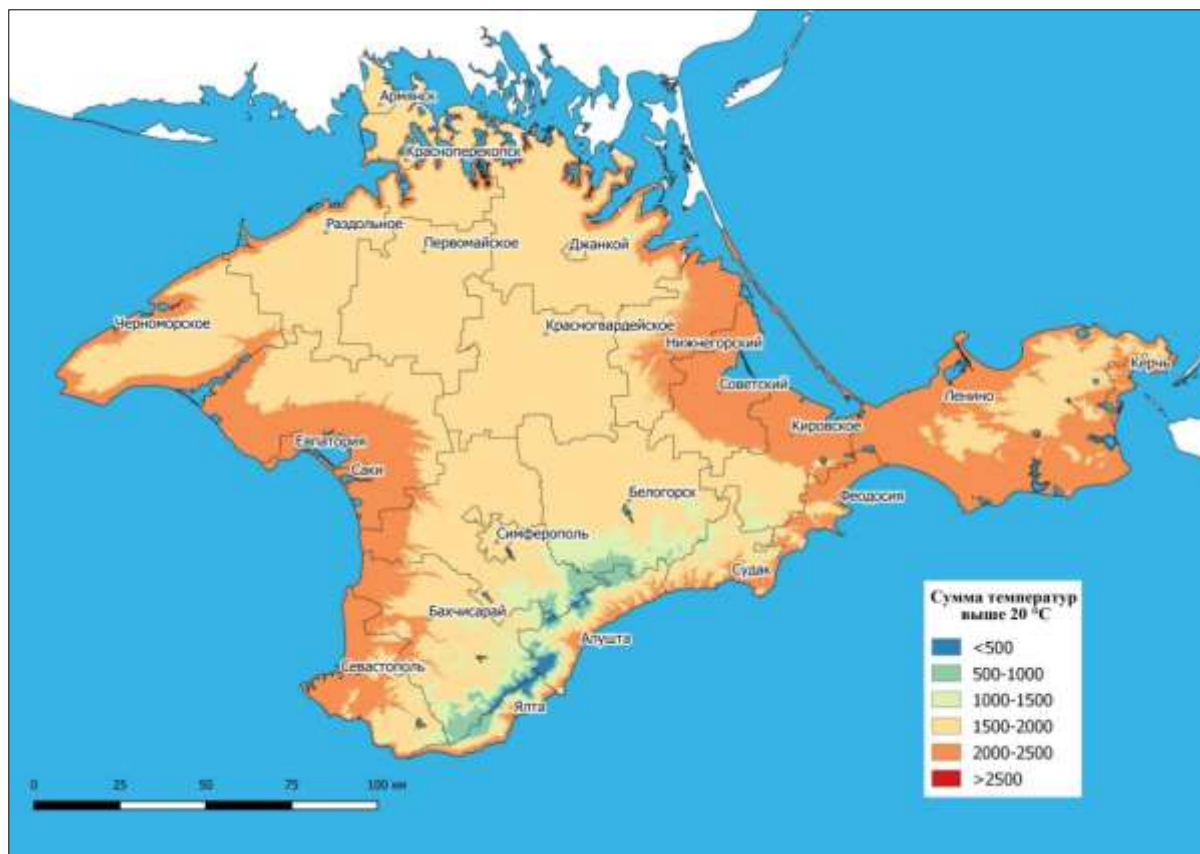 Армянск
Красноперекопск
Раздольное
Первомайское
Джанкой
Черноморское
Красногвардейское
Нижнегорский
Советский
Ленино
Керчь
Кировское
Евпатория
Саки
Белогорск
Феодосия
Симферополь
Судак
Бахчисарай
Алушта
Севастополь
Ялта
Сумма температур
выше 20 °C
<500
500-1000
1000-1500
1500-2000
2000-2500
>2500
0 25 50 75 100 км